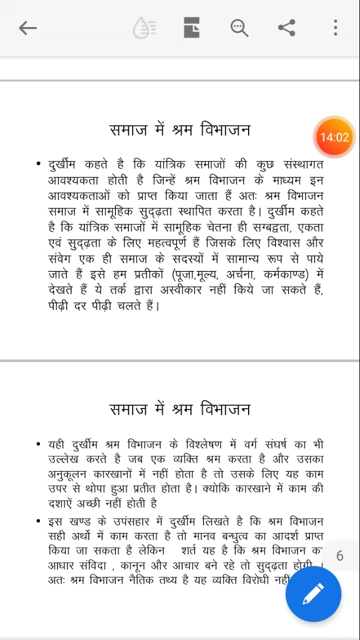 14:02
समाज में श्रम विभाजन
• दुर्खीम कहते है कि यांत्रिक समाजों की कुछ संस्थागत
आवश्यकता होती है जिन्हें श्रम विभाजन के माध्यम इन
आवश्यकताओं को प्राप्त किया जाता हैं अतः श्रम विभाजन
समाज में सामूहिक सुदृढ़ता स्थापित करता है। दुर्खीम कहते
है कि यांत्रिक समाजों में सामूहिक चेतना ही सम्बद्वता, एकता
एवं सुदृढ़ता के लिए महत्वपूर्ण हैं जिसके लिए विश्वास और
संवेग एक ही समाज के सदस्यों में सामान्य रूप से पाये
जाते हैं इसे हम प्रतीकों (पूजा,मूल्य, अर्चना, कर्मकाण्ड) में
देखते हैं ये तर्क द्वारा अस्वीकार नहीं किये जा सकते हैं,
पीढ़ी दर पीढ़ी चलते हैं।
समाज में श्रम विभाजन
• यही दुर्खीम श्रम विभाजन के विश्लेषण में वर्ग संघर्ष का भी
उल्लेख करते है जब एक व्यक्ति श्रम करता है और उसका
अनुकूलन कारखानों में नहीं होता है तो उसके लिए यह काम
उपर से थोपा हुआ प्रतीत होता है। क्योकि कारखाने में काम की
दशाऐं अच्छी नहीं होती है
• इस खण्ड के उपंसहार में दुर्खीम लिखते है कि श्रम विभाजन
सही अर्थो में काम करता है तो मानव बन्धुत्व का आदर्श प्राप्त
किया जा सकता है लेकिन शर्त यह है कि श्रम विभाजन क
आधार संविदा , कानून और आचार बने रहे तो सुदृढ़ता होगी ।
अतः श्रम विभाजन नैतिक तथ्य है यह व्यक्ति विरोधी नहीं
6